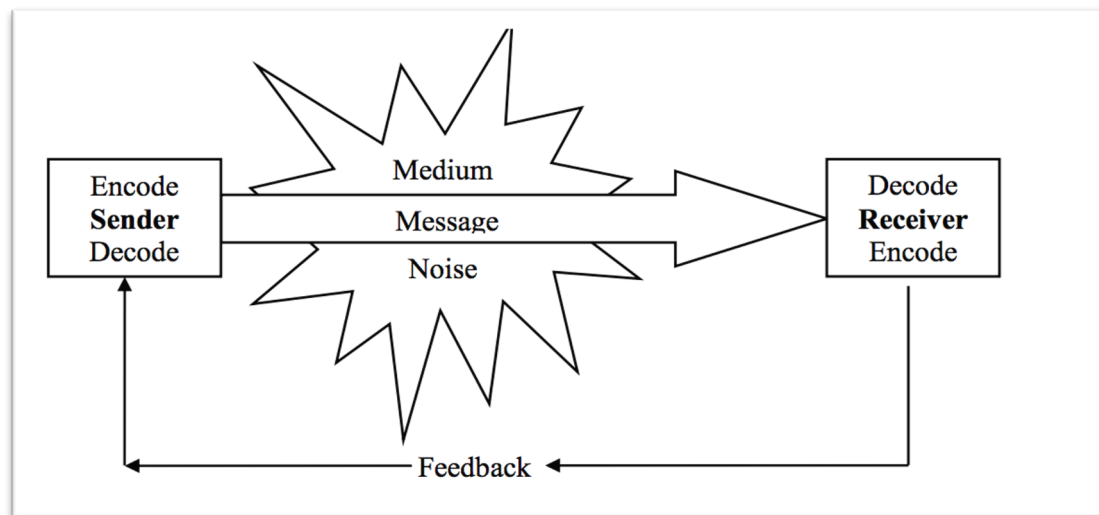 Medium
Encode
Sender
Decode
Message
Noise
Decode
Receiver
Encode
Feedback